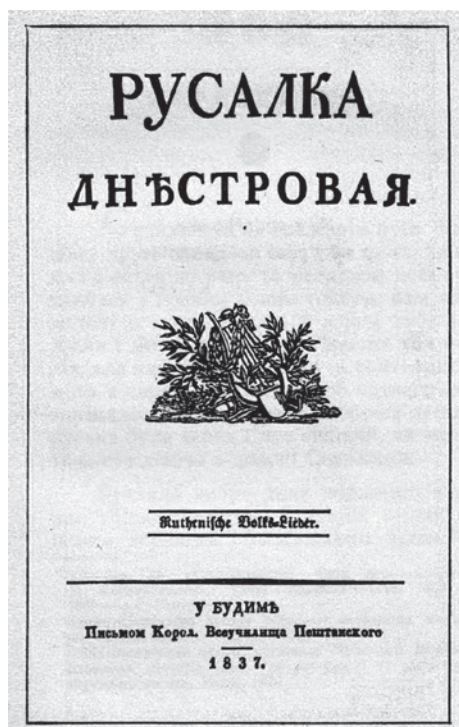 РУСАЛКА
ДНѢСТРОВАЯ.
Ruthenische Volks-Lieder.
У БУДИМѢ
Письмом Корол. Всеучилища Пештанского
1837.